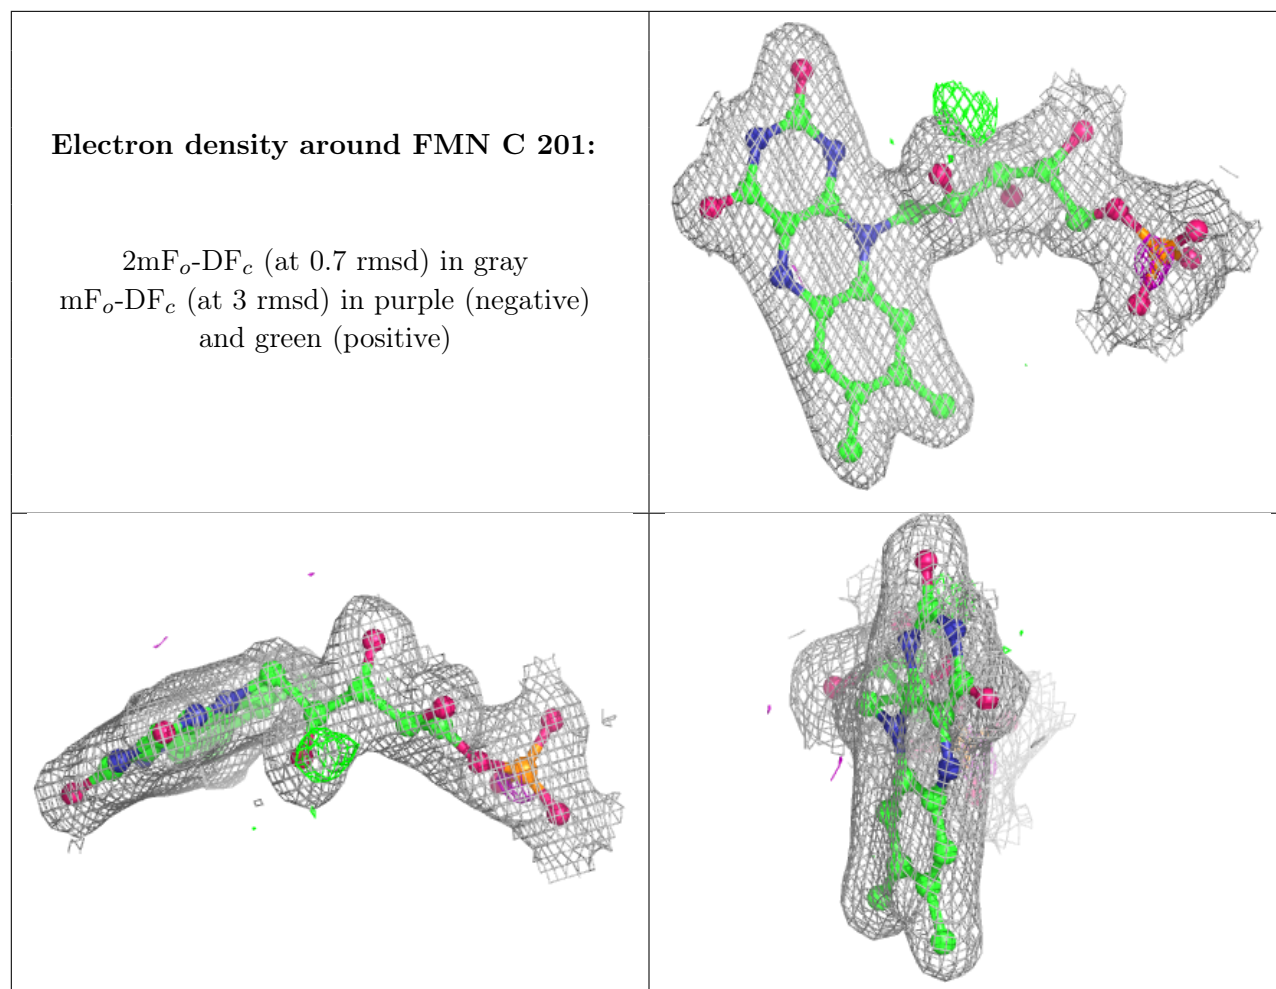 Electron density around FMN C 201:
2mFₒ-DF𝒸 (at 0.7 rmsd) in gray
mFₒ-DF𝒸 (at 3 rmsd) in purple (negative)
and green (positive)